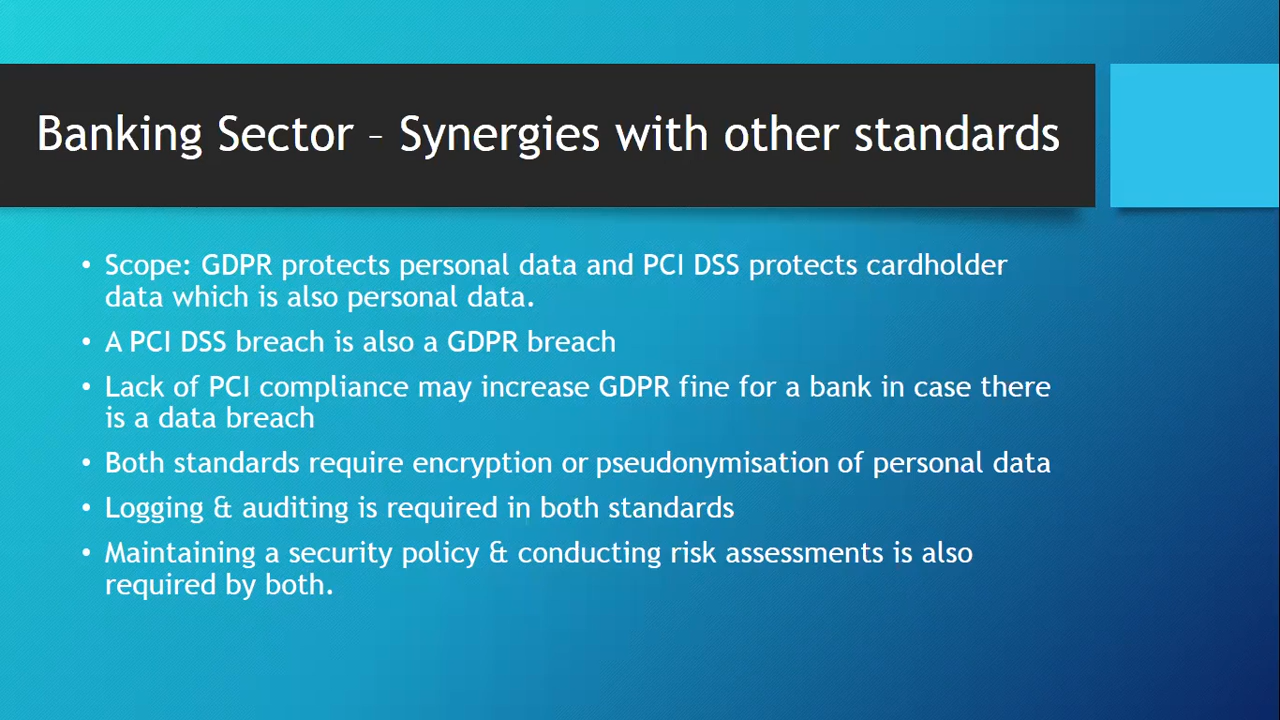 Banking Sector – Synergies with other standards
• Scope: GDPR protects personal data and PCI DSS protects cardholder
data which is also personal data.
• A PCI DSS breach is also a GDPR breach
• Lack of PCI compliance may increase GDPR fine for a bank in case there
is a data breach
• Both standards require encryption or pseudonymisation of personal data
• Logging & auditing is required in both standards
• Maintaining a security policy & conducting risk assessments is also
required by both.